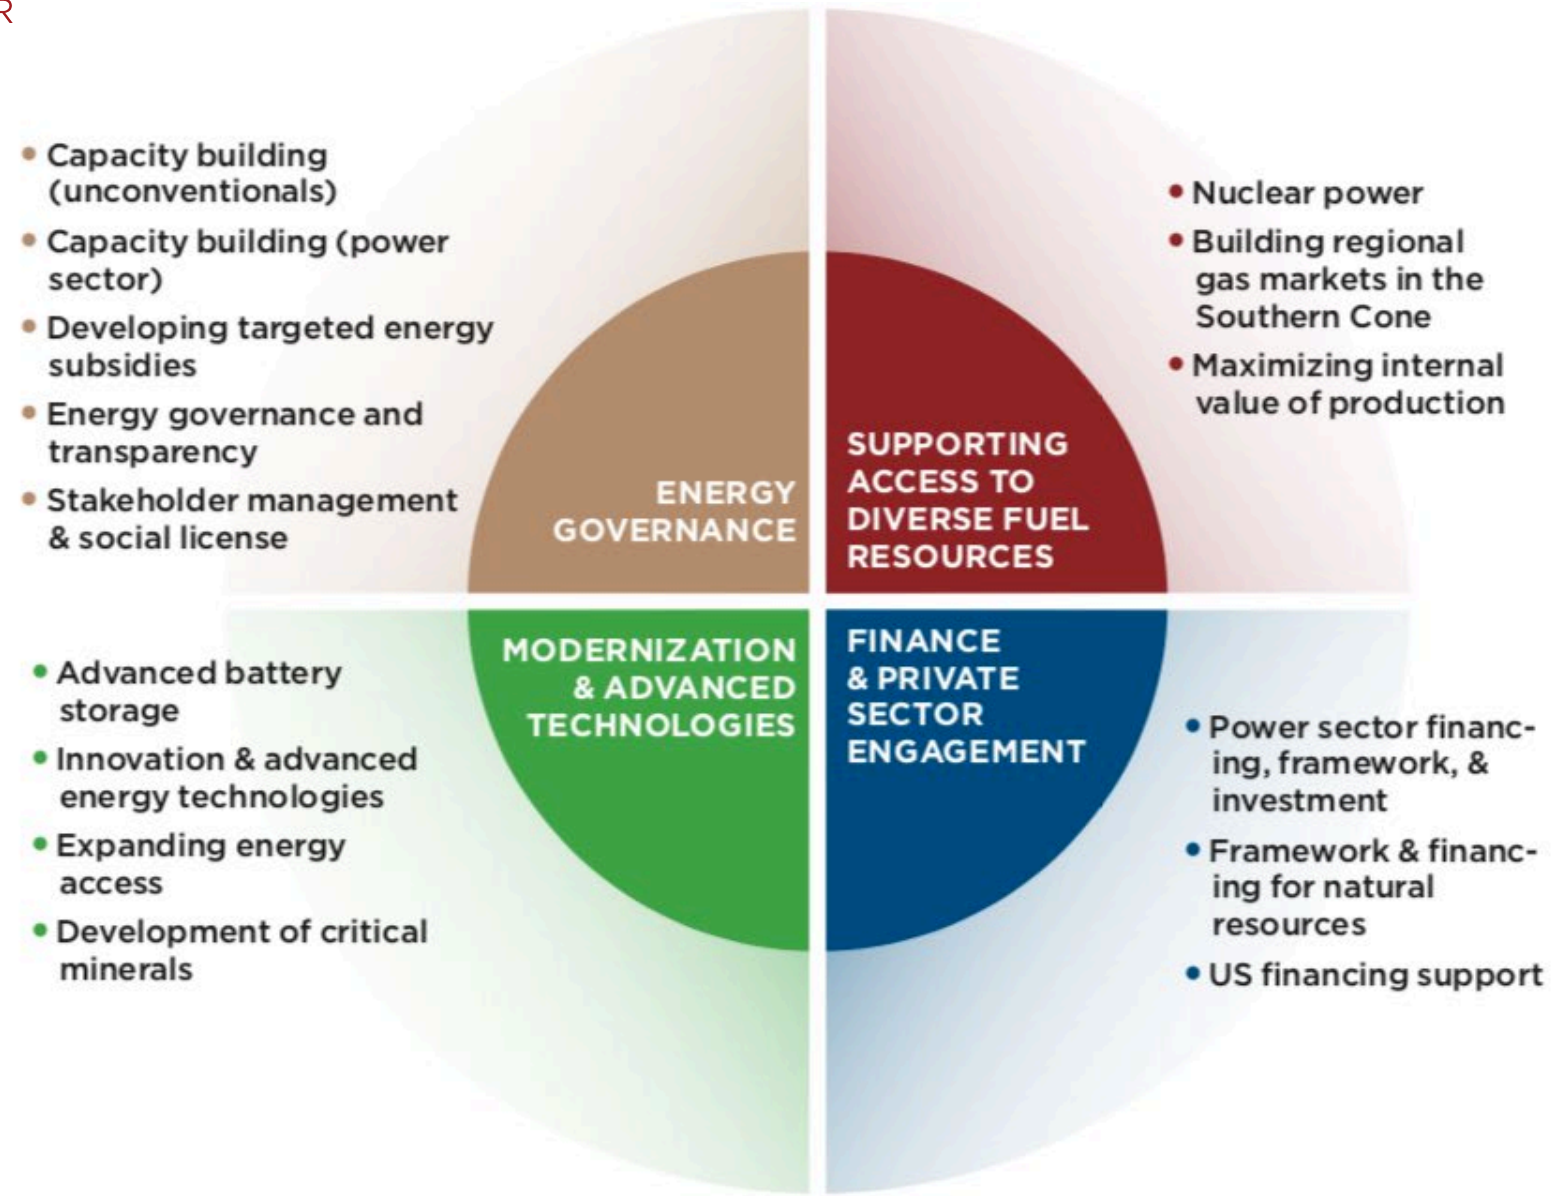 R
• Capacity building
(unconventionals)
• Capacity building (power
sector)
• Developing targeted energy
subsidies
• Energy governance and
transparency
• Stakeholder management
& social license
ENERGY
GOVERNANCE
SUPPORTING
ACCESS TO
DIVERSE FUEL
RESOURCES
• Nuclear power
• Building regional
gas markets in the
Southern Cone
• Maximizing internal
value of production
• Advanced battery
storage
• Innovation & advanced
energy technologies
• Expanding energy
access
• Development of critical
minerals
MODERNIZATION
& ADVANCED
TECHNOLOGIES
FINANCE
& PRIVATE
SECTOR
ENGAGEMENT
• Power sector financ-
ing, framework, &
investment
• Framework & financ-
ing for natural
resources
• US financing support